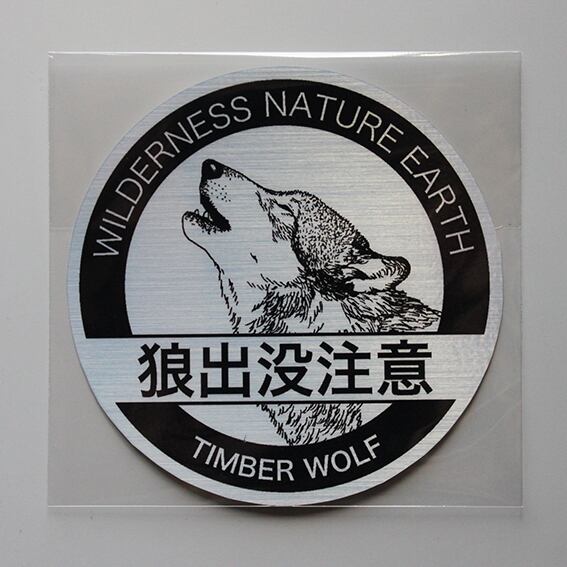 WILDERNESS NATURE EARTH
狼出没注意
TIMBER WOLF